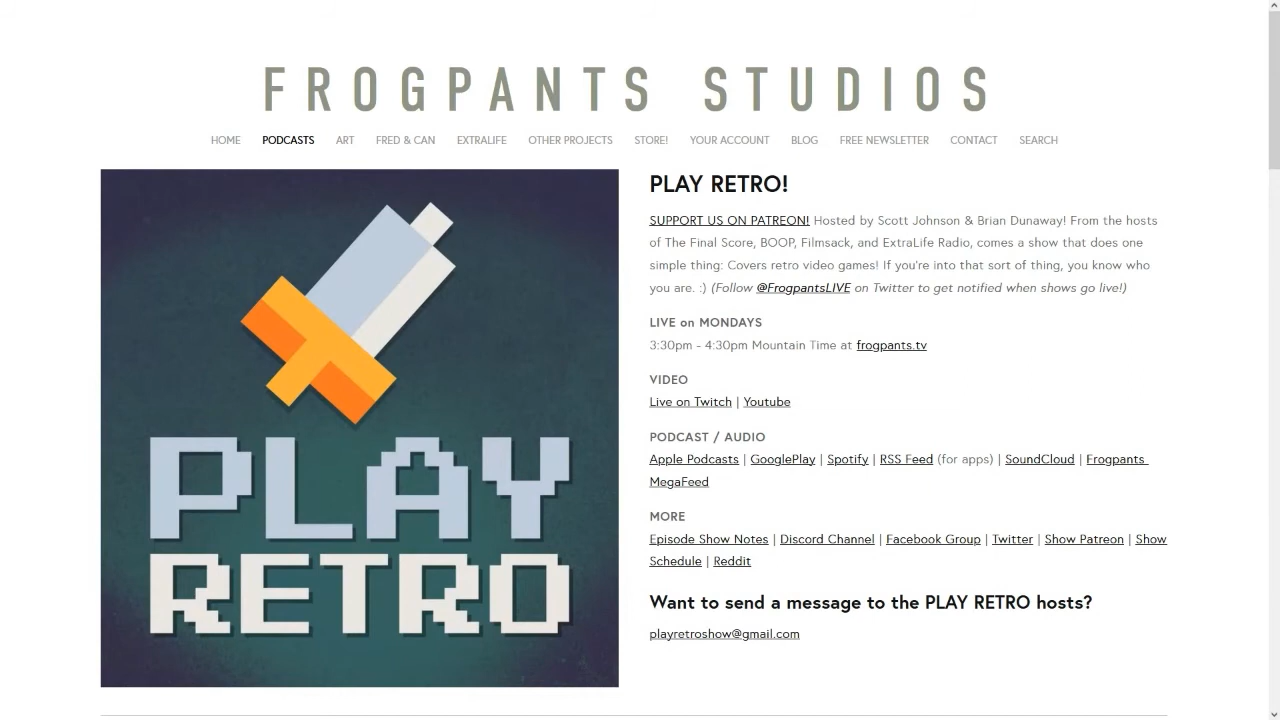 FROGPANTS STUDIOS
HOME PODCASTS ART FRED & CAN EXTRALIFE OTHER PROJECTS STORE! YOUR ACCOUNT BLOG FREE NEWSLETTER CONTACT SEARCH
PLAY
RETRO
PLAY RETRO!
SUPPORT US ON PATREON! Hosted by Scott Johnson & Brian Dunaway! From the hosts
of The Final Score, BOOP, Filmsack, and ExtraLife Radio, comes a show that does one
simple thing: Covers retro video games! If you're into that sort of thing, you know who
you are. :) (Follow @FrogpantsLIVE on Twitter to get notified when shows go live!)
LIVE on MONDAYS
3:30pm - 4:30pm Mountain Time at frogpants.tv
VIDEO
Live on Twitch | Youtube
PODCAST / AUDIO
Apple Podcasts | GooglePlay | Spotify | RSS Feed (for apps) | SoundCloud | Frogpants
MegaFeed
MORE
Episode Show Notes | Discord Channel | Facebook Group | Twitter | Show Patreon | Show
Schedule | Reddit
Want to send a message to the PLAY RETRO hosts?
playretroshow@gmail.com